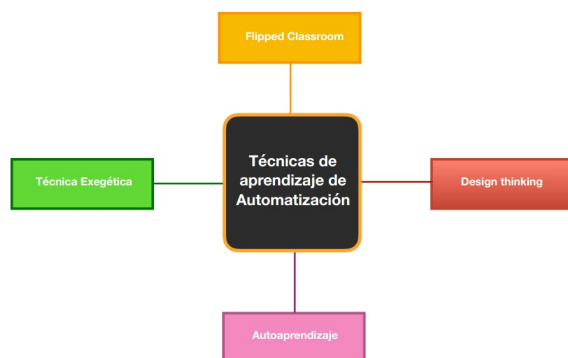 Flipped Classroom
Técnica Exegética
Técnicas de
aprendizaje de
Automatización
Design thinking
Autoaprendizaje